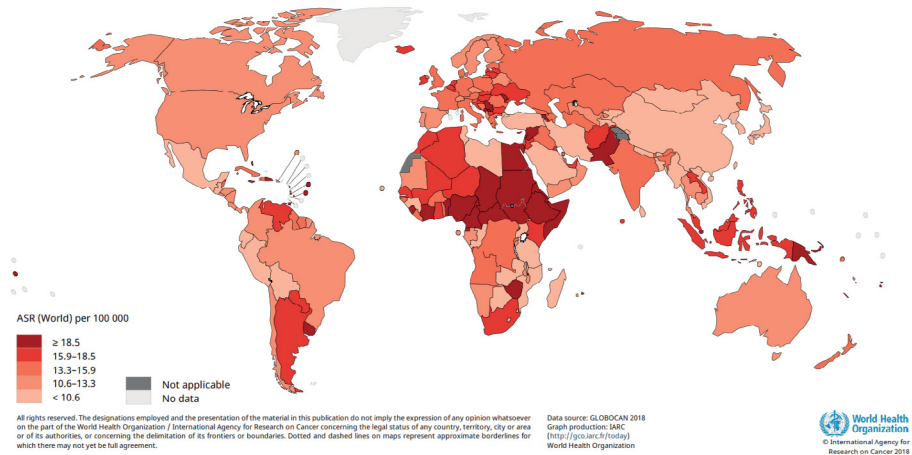 ASR (World) per 100 000
≥ 18.5
15.9–18.5
13.3–15.9
10.6–13.3
< 10.6
Not applicable
No data
All rights reserved. The designations employed and the presentation of the material in this publication do not imply the expression of any opinion whatsoever
on the part of the World Health Organization / International Agency for Research on Cancer concerning the legal status of any country, territory, city or area
or of its authorities, or concerning the delimitation of its frontiers or boundaries. Dotted and dashed lines on maps represent approximate borderlines for
which there may not yet be full agreement.
Data source: GLOBOCAN 2018
Graph production: IARC
(http://gco.iarc.fr/today)
World Health Organization
World Health
Organization
© International Agency for
Research on Cancer 2018